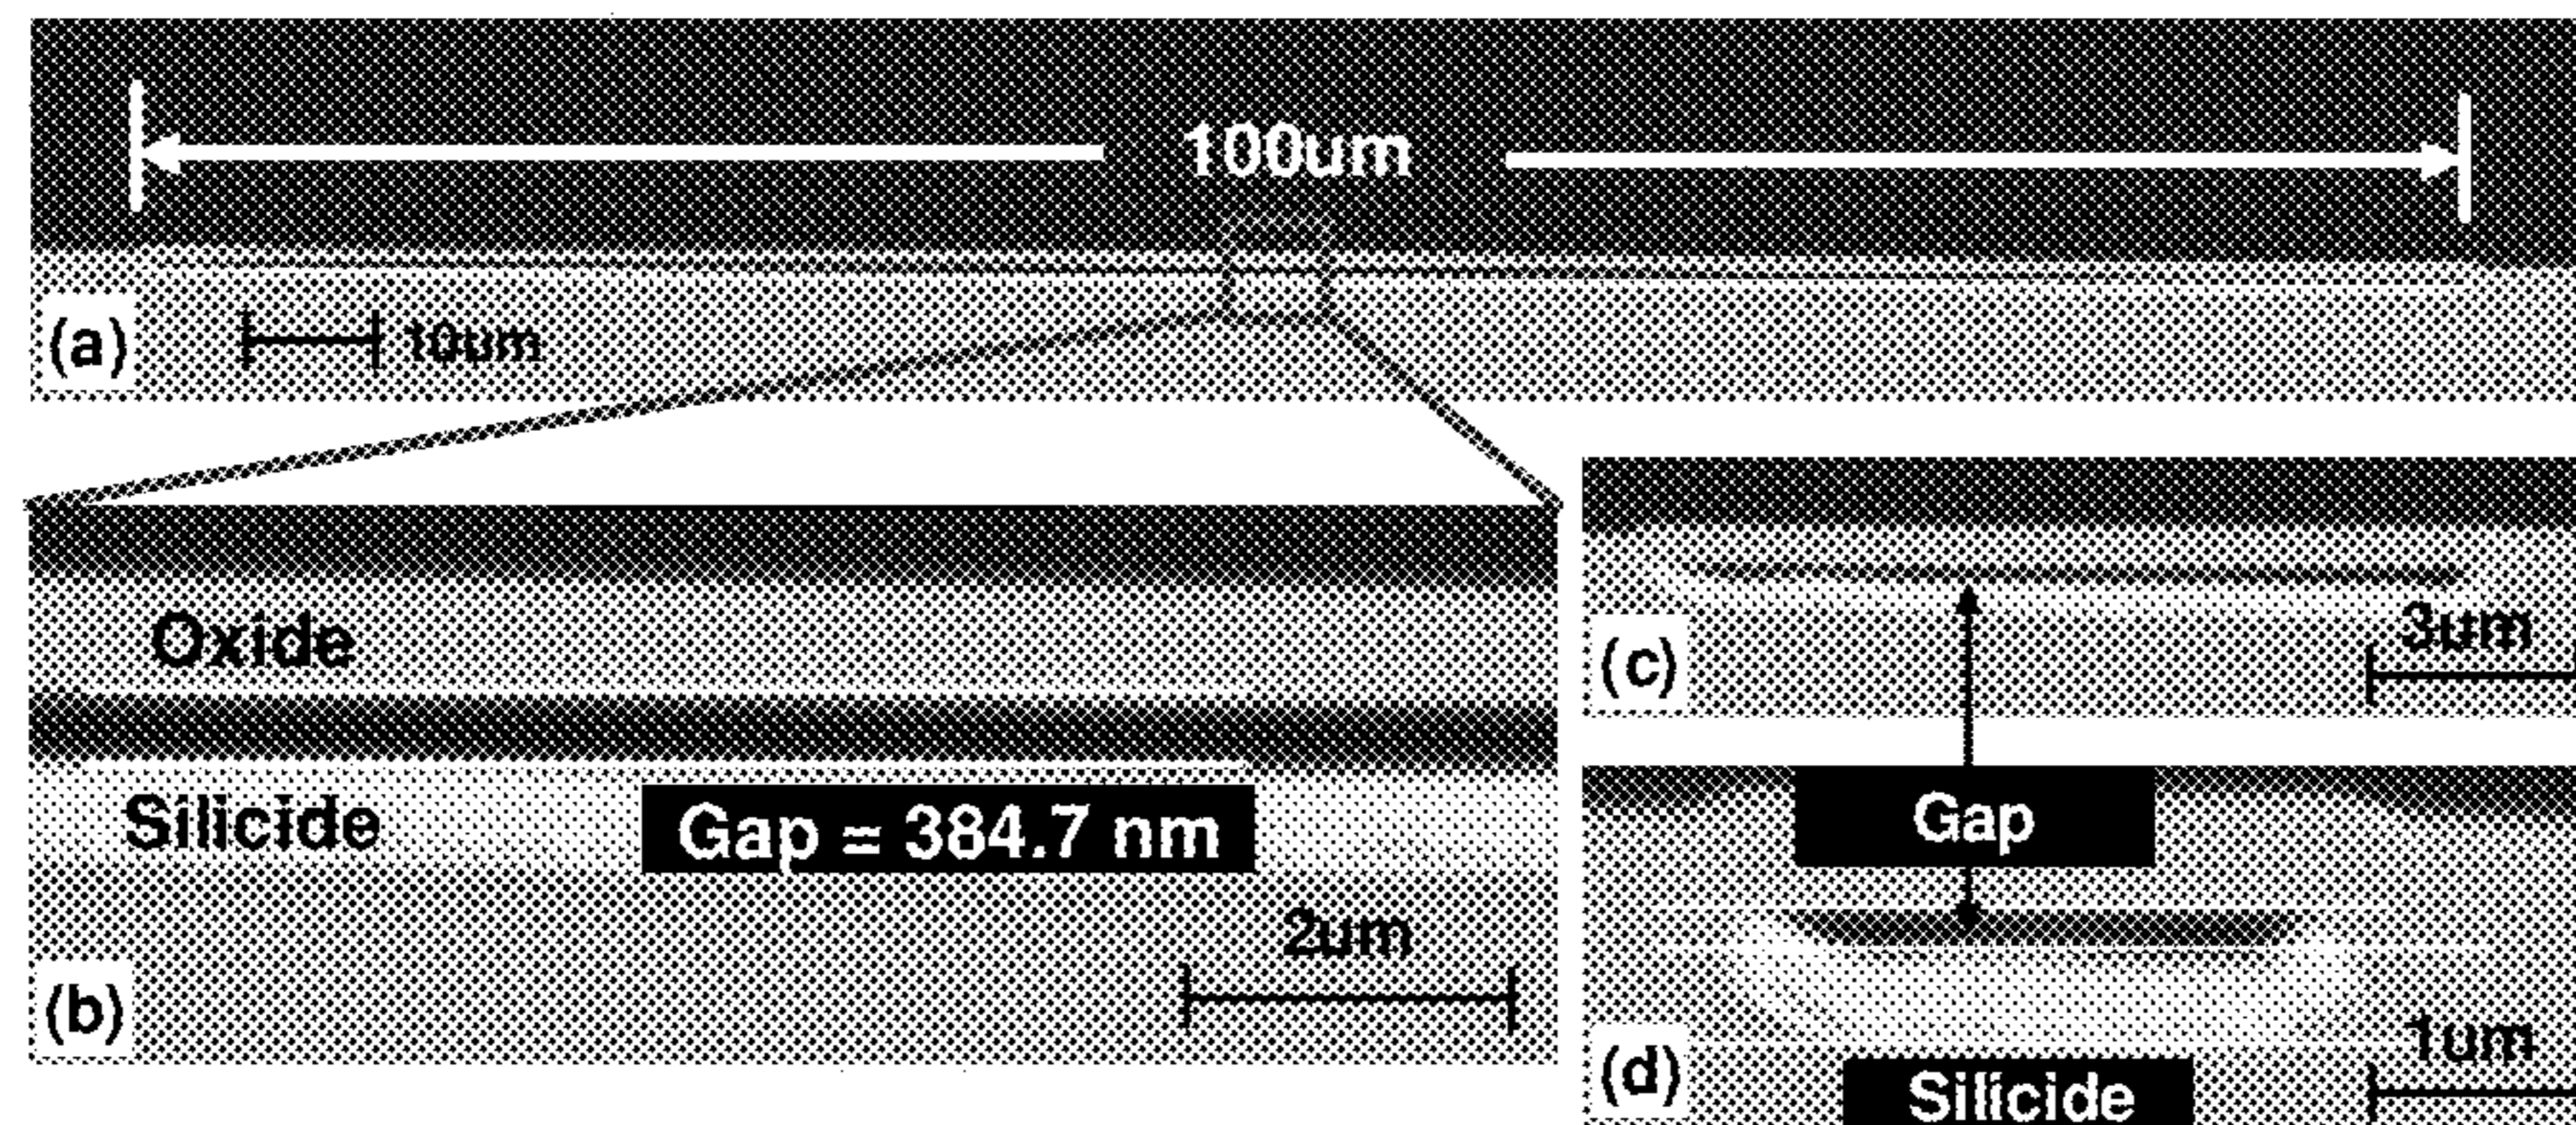 100um
(a)
10um
Oxide
Silicide
Gap = 384.7 nm
2um
(b)
3um
(c)
Gap
1um
(d)
Silicide